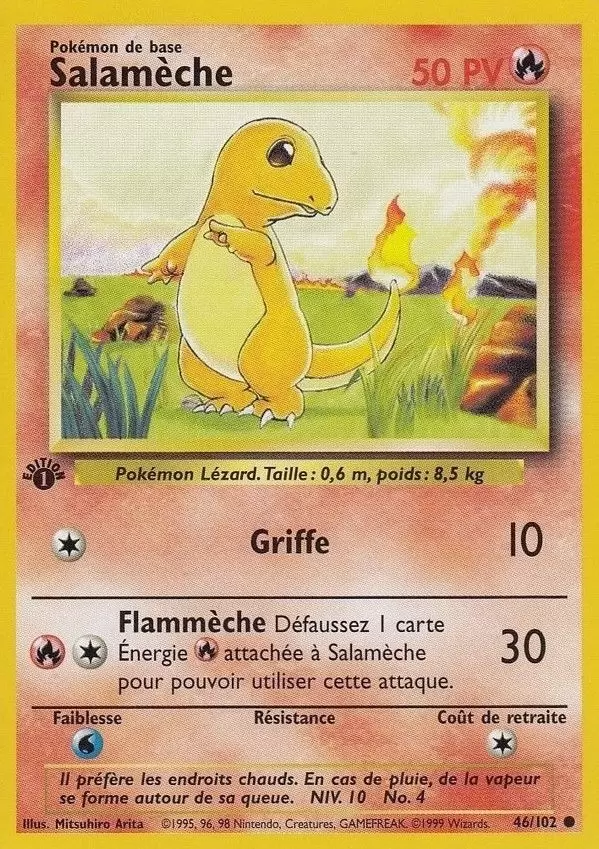 Pokémon de base
Salamèche 50 PV
EDITION
1
Pokémon Lézard. Taille : 0,6 m, poids : 8,5 kg
Griffe 10
Flammèche Défaussez 1 carte
Énergie attachée à Salamèche 30
pour pouvoir utiliser cette attaque.
Faiblesse Résistance Coût de retraite
Il préfère les endroits chauds. En cas de pluie, de la vapeur
se forme autour de sa queue. NIV. 10 No. 4
Illus. Mitsuhiro Arita ©1995, 96, 98 Nintendo, Creatures, GAMEFREAK. ©1999 Wizards. 46/102